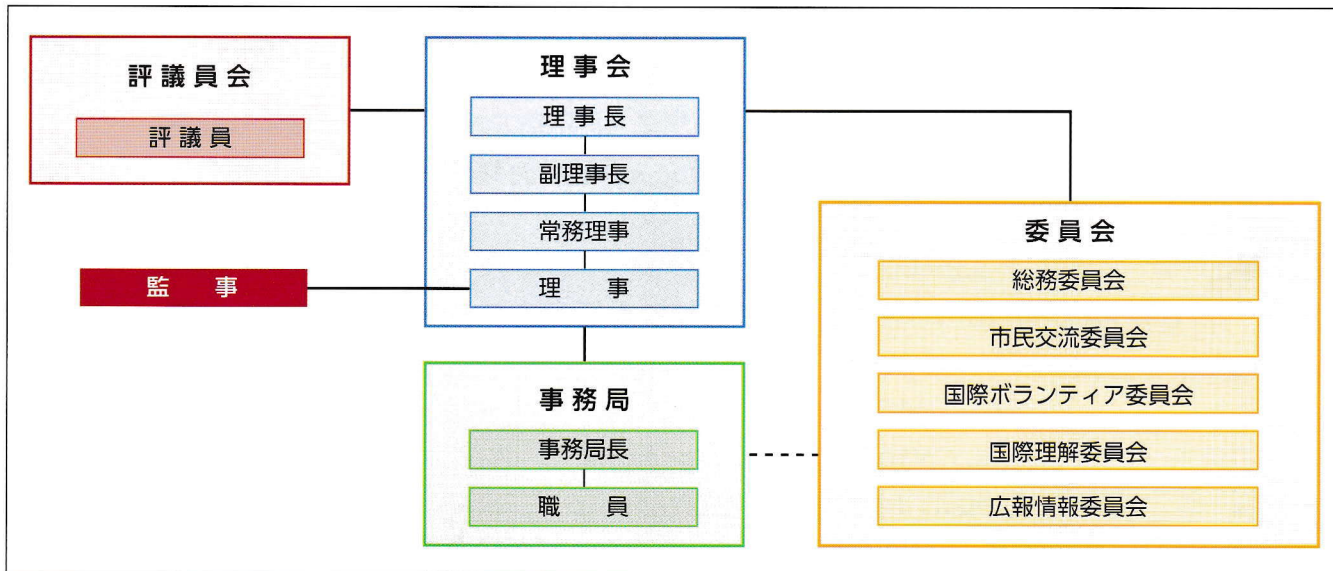 評議員会
評議員
監事
理事会
理事長
副理事長
常務理事
理事
事務局
事務局長
職員
委員会
総務委員会
市民交流委員会
国際ボランティア委員会
国際理解委員会
広報情報委員会